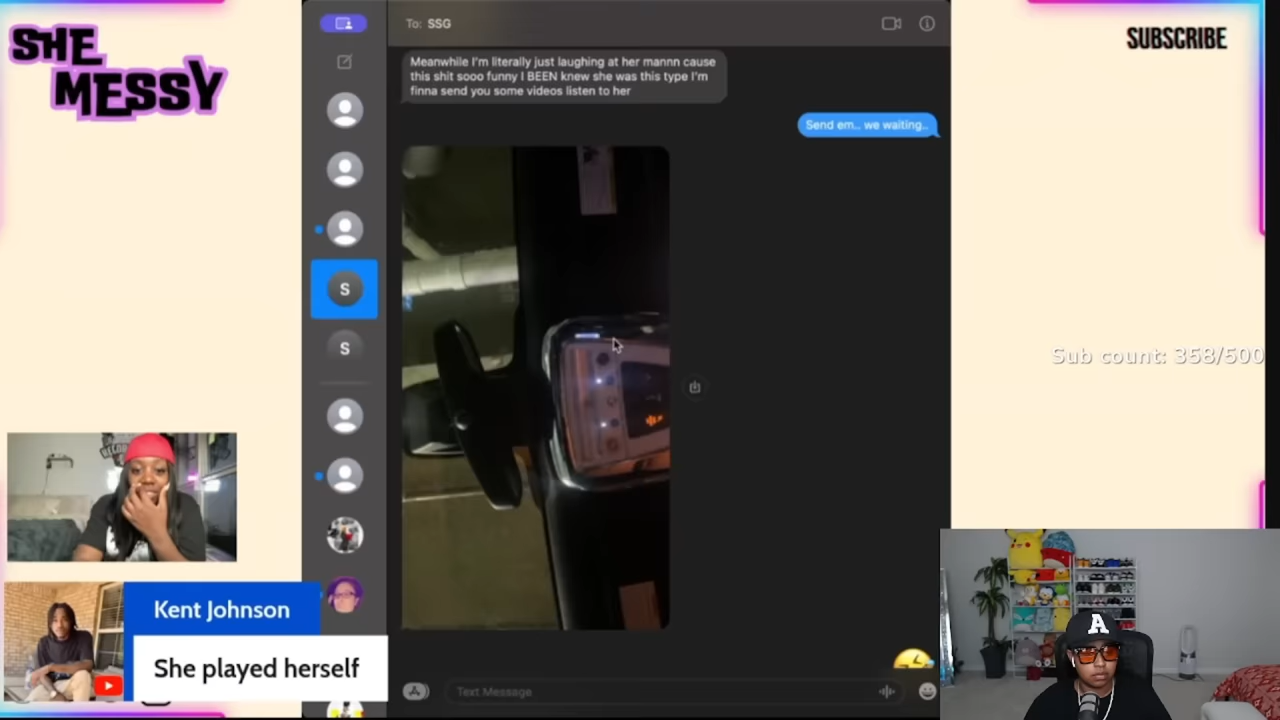 SHE
MESSY
To: SSG
SUBSCRIBE
Meanwhile I'm literally just laughing at her mannn cause
this shit sooo funny I BEEN knew she was this type I'm
finna send you some videos listen to her
Send em.. we waiting..
S
S
Sub count: 358/500
Kent Johnson
She played herself
Text Message
A